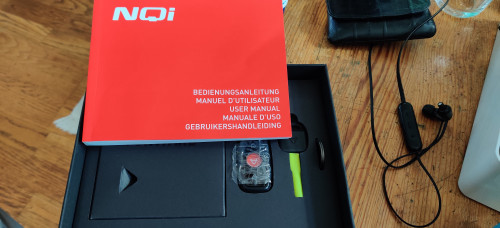 NQi
BEDIENUNGSANLEITUNG
MANUEL D'UTILISATEUR
USER MANUAL
MANUALE D'USO
GEBRUIKERSHANDLEIDING